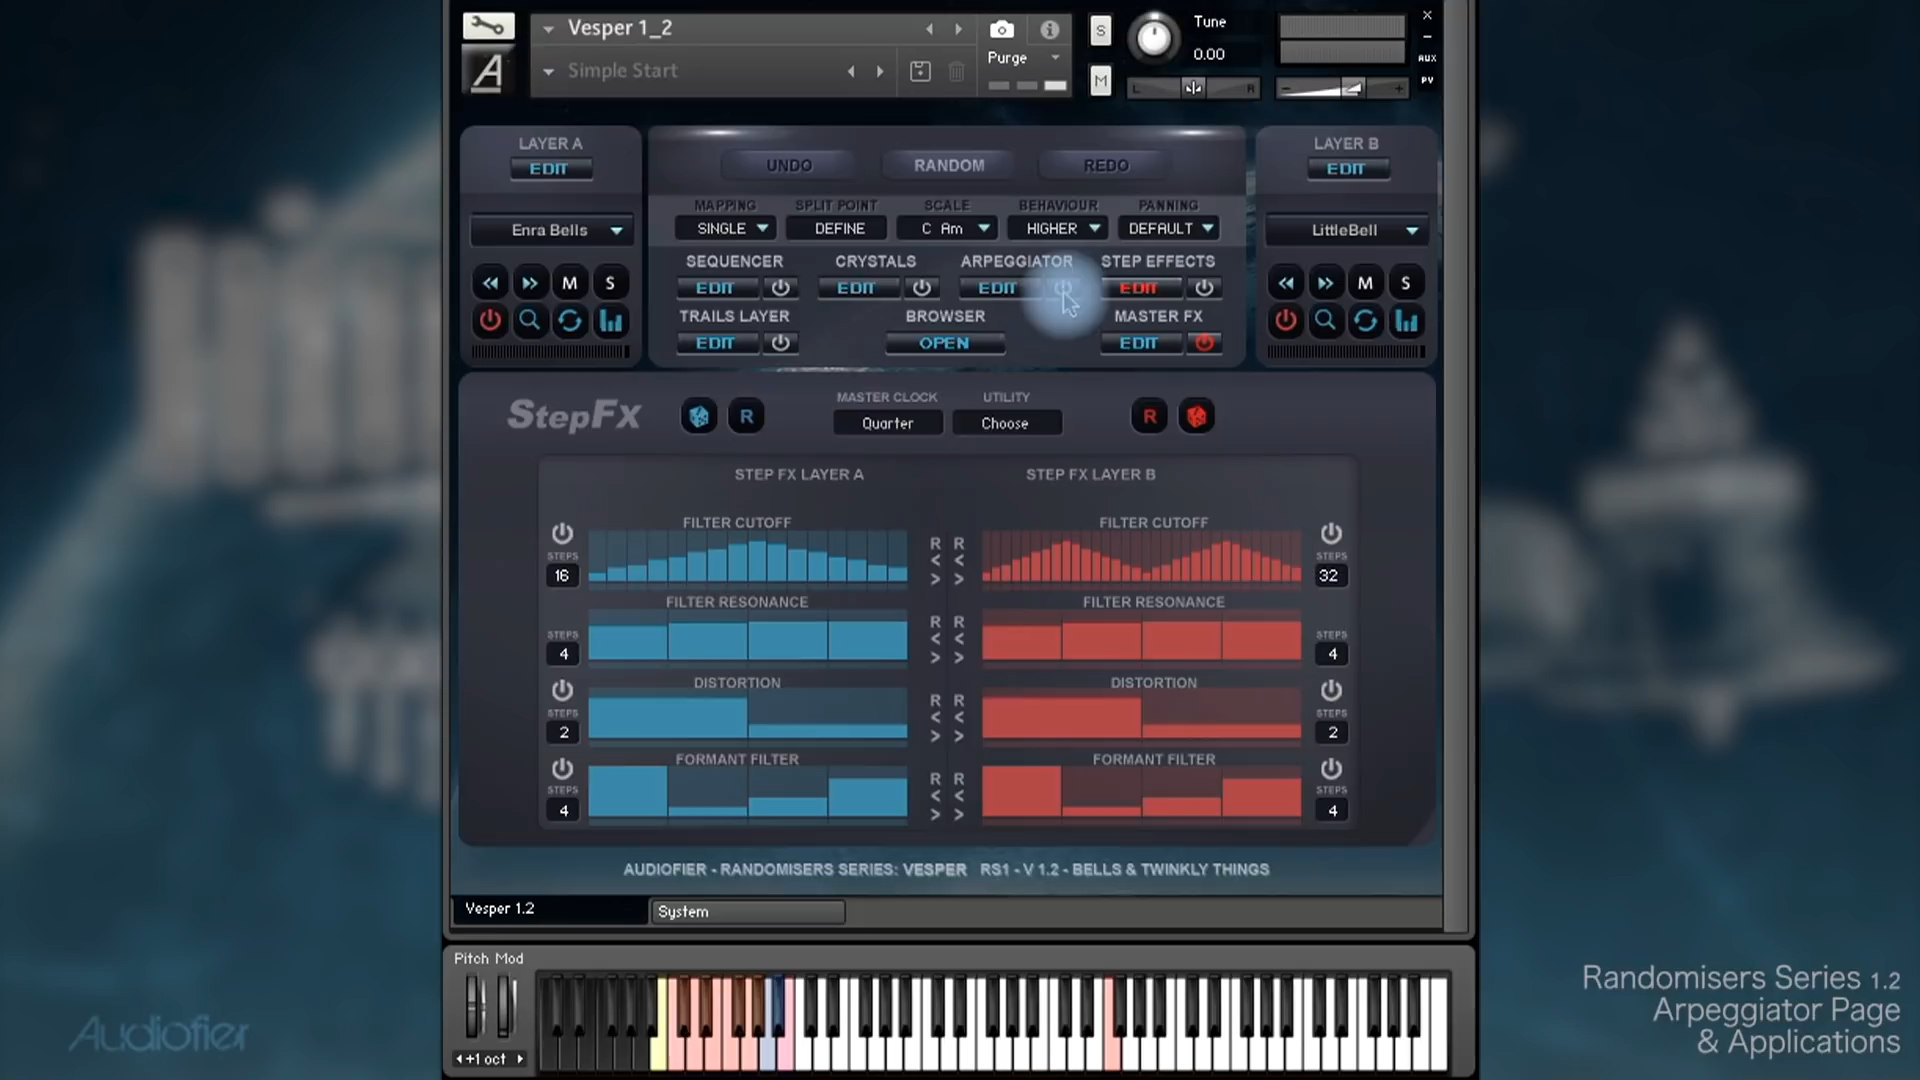 Vesper 1_2
Simple Start
Purge
S
M
Tune
0.00
L R
- +
X
AUX
PV
LAYER A
EDIT
Enra Bells
M S
UNDO RANDOM REDO
MAPPING SPLIT POINT SCALE BEHAVIOUR PANNING
SINGLE DEFINE C Am HIGHER DEFAULT
SEQUENCER CRYSTALS ARPEGGIATOR STEP EFFECTS
EDIT EDIT EDIT EDIT
TRAILS LAYER BROWSER MASTER FX
EDIT OPEN EDIT
LAYER B
EDIT
LittleBell
M S
StepFX
R
MASTER CLOCK UTILITY
Quarter Choose
R
STEP FX LAYER A STEP FX LAYER B
FILTER CUTOFF FILTER CUTOFF
STEPS R R STEPS
16 < < 32
> >
FILTER RESONANCE FILTER RESONANCE
STEPS R R STEPS
4 < < 4
> >
DISTORTION DISTORTION
STEPS R R STEPS
2 < < 2
> >
FORMANT FILTER FORMANT FILTER
STEPS R R STEPS
4 < < 4
> >
AUDIOFIER - RANDOMISERS SERIES: VESPER RS1 - V 1.2 - BELLS & TWINKLY THINGS
Vesper 1.2 System
Pitch Mod
+1 oct
Audiofier
Randomisers Series 1.2
Arpeggiator Page
& Applications